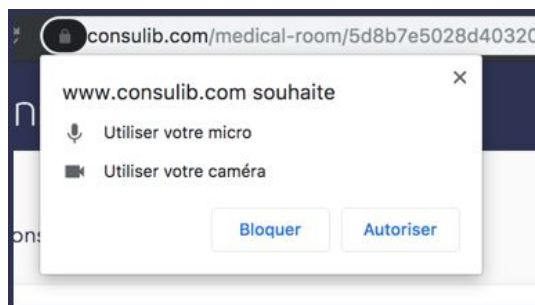 consulib.com/medical-room/5d8b7e5028d40320
www.consulib.com souhaite
Utiliser votre micro
Utiliser votre caméra
Bloquer
Autoriser